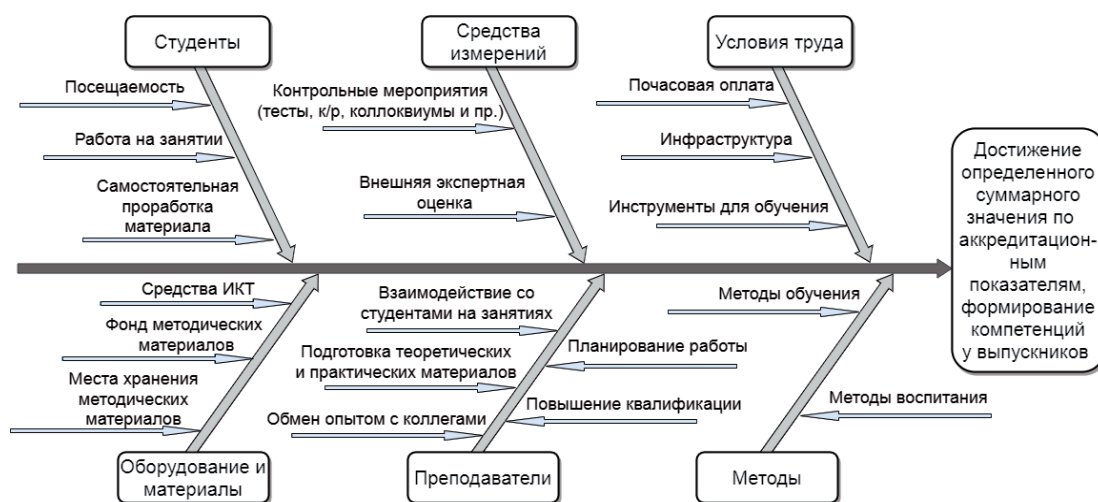 Студенты
Средства
измерений
Условия труда
Посещаемость
Работа на занятии
Самостоятельная
проработка
материала
Контрольные мероприятия
(тесты, к/р, коллоквиумы и пр.)
Внешняя экспертная
оценка
Почасовая оплата
Инфраструктура
Инструменты для обучения
Достижение
определенного
суммарного
значения по
аккредитацион-
ным
показателям,
формирование
компетенций
у выпускников
Средства ИКТ
Фонд методических
материалов
Места хранения
методических
материалов
Взаимодействие со
студентами на занятиях
Подготовка теоретических
и практических материалов
Обмен опытом с коллегами
Планирование работы
Повышение квалификации
Методы обучения
Методы воспитания
Оборудование и
материалы
Преподаватели
Методы